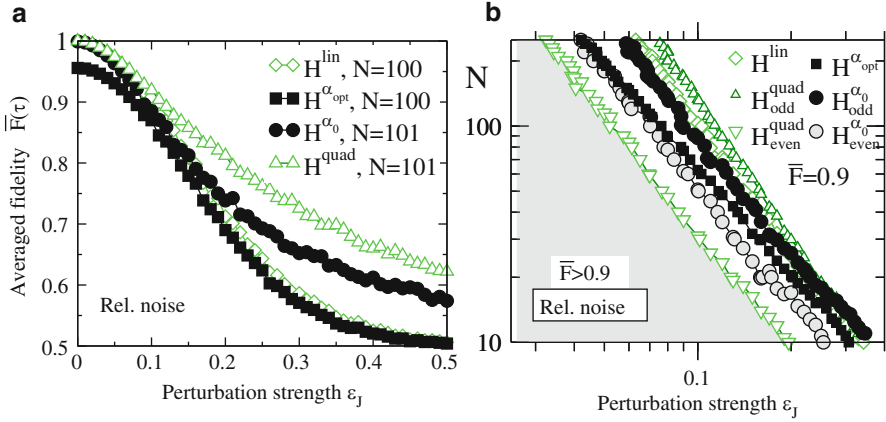 a
1
0.9
0.8
0.7
0.6
0.5
Averaged fidelity F̅(τ)
H^lin, N=100
H^α_opt, N=100
H^α_0, N=101
H^quad, N=101
Rel. noise
0 0.1 0.2 0.3 0.4 0.5
Perturbation strength ε_J
b
N
100
10
H^lin
H^quad_odd
H^quad_even
H^α_opt
H^α_0_odd
H^α_0_even
F̅=0.9
F̅>0.9
Rel. noise
0.1
Perturbation strength ε_J